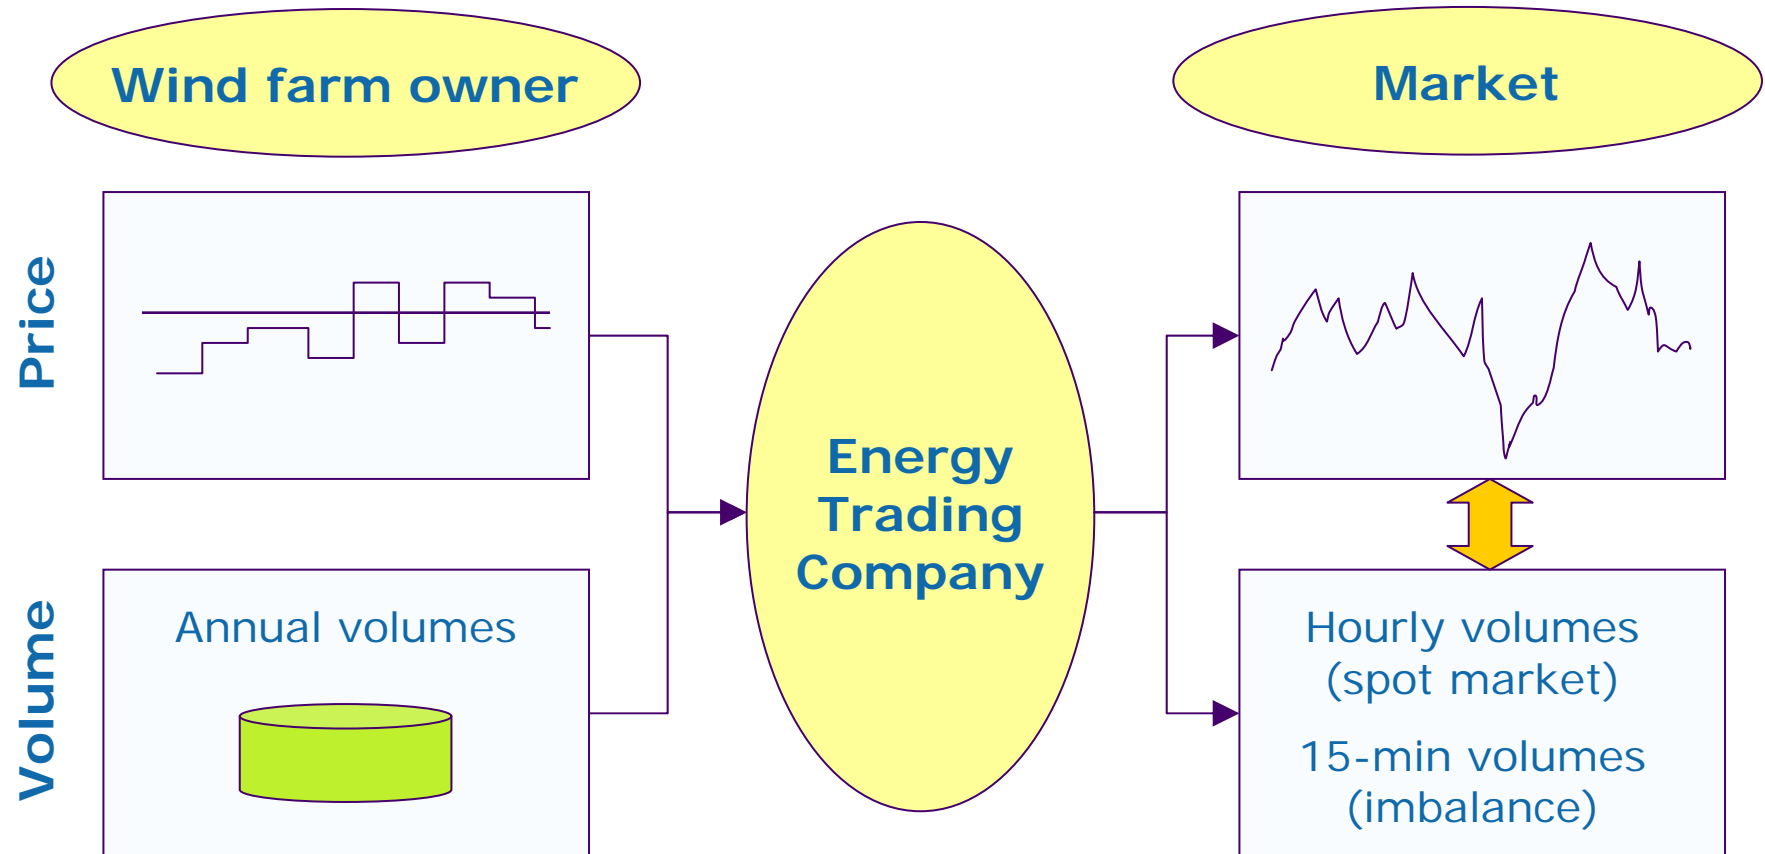 Wind farm owner
Market
Price
Energy
Trading
Company
Volume
Annual volumes
Hourly volumes
(spot market)
15-min volumes
(imbalance)